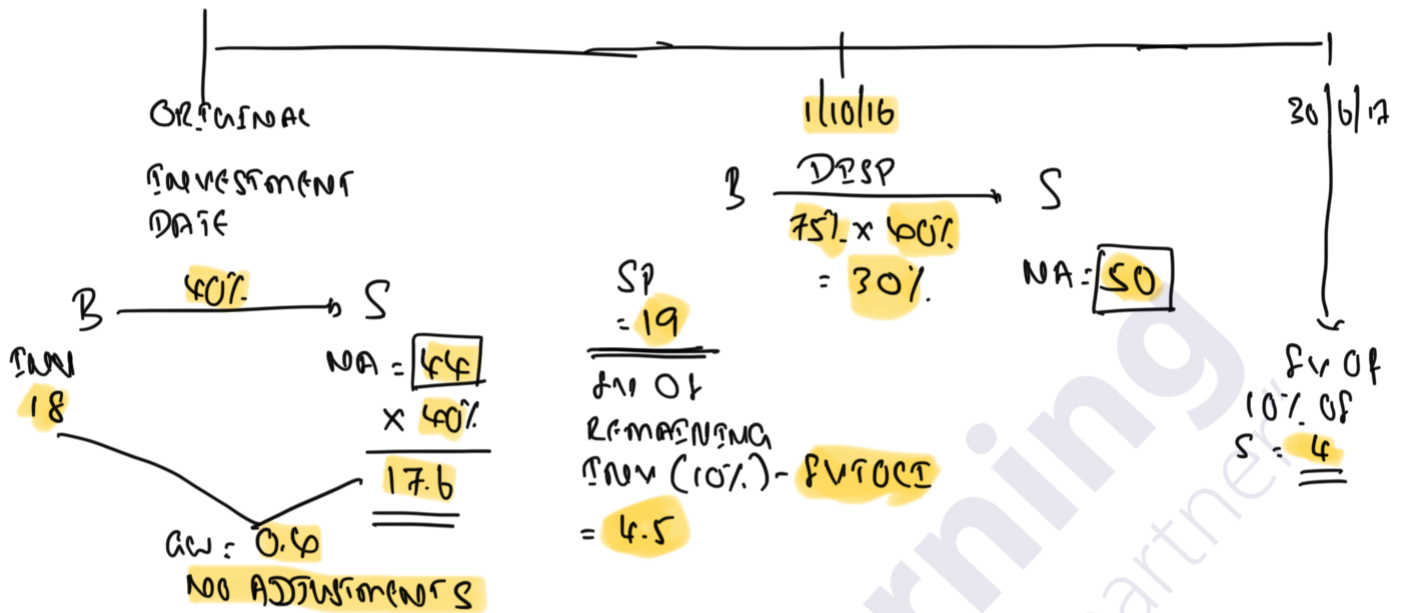 ORIGINAL
INVESTMENT
DATE
B 40% S
INV
18
NA = 44
x 40%
17.6
GW = 0.4
NO ADJUSTMENTS
1/10/16
B DISP S
75% x 40%
= 30%
NA: 50
SP
= 19
FV OF
REMAINING
INV (10%) - FVTOCI
= 4.5
30/6/17
FV OF
10% OF
S = 4
rning
artner"